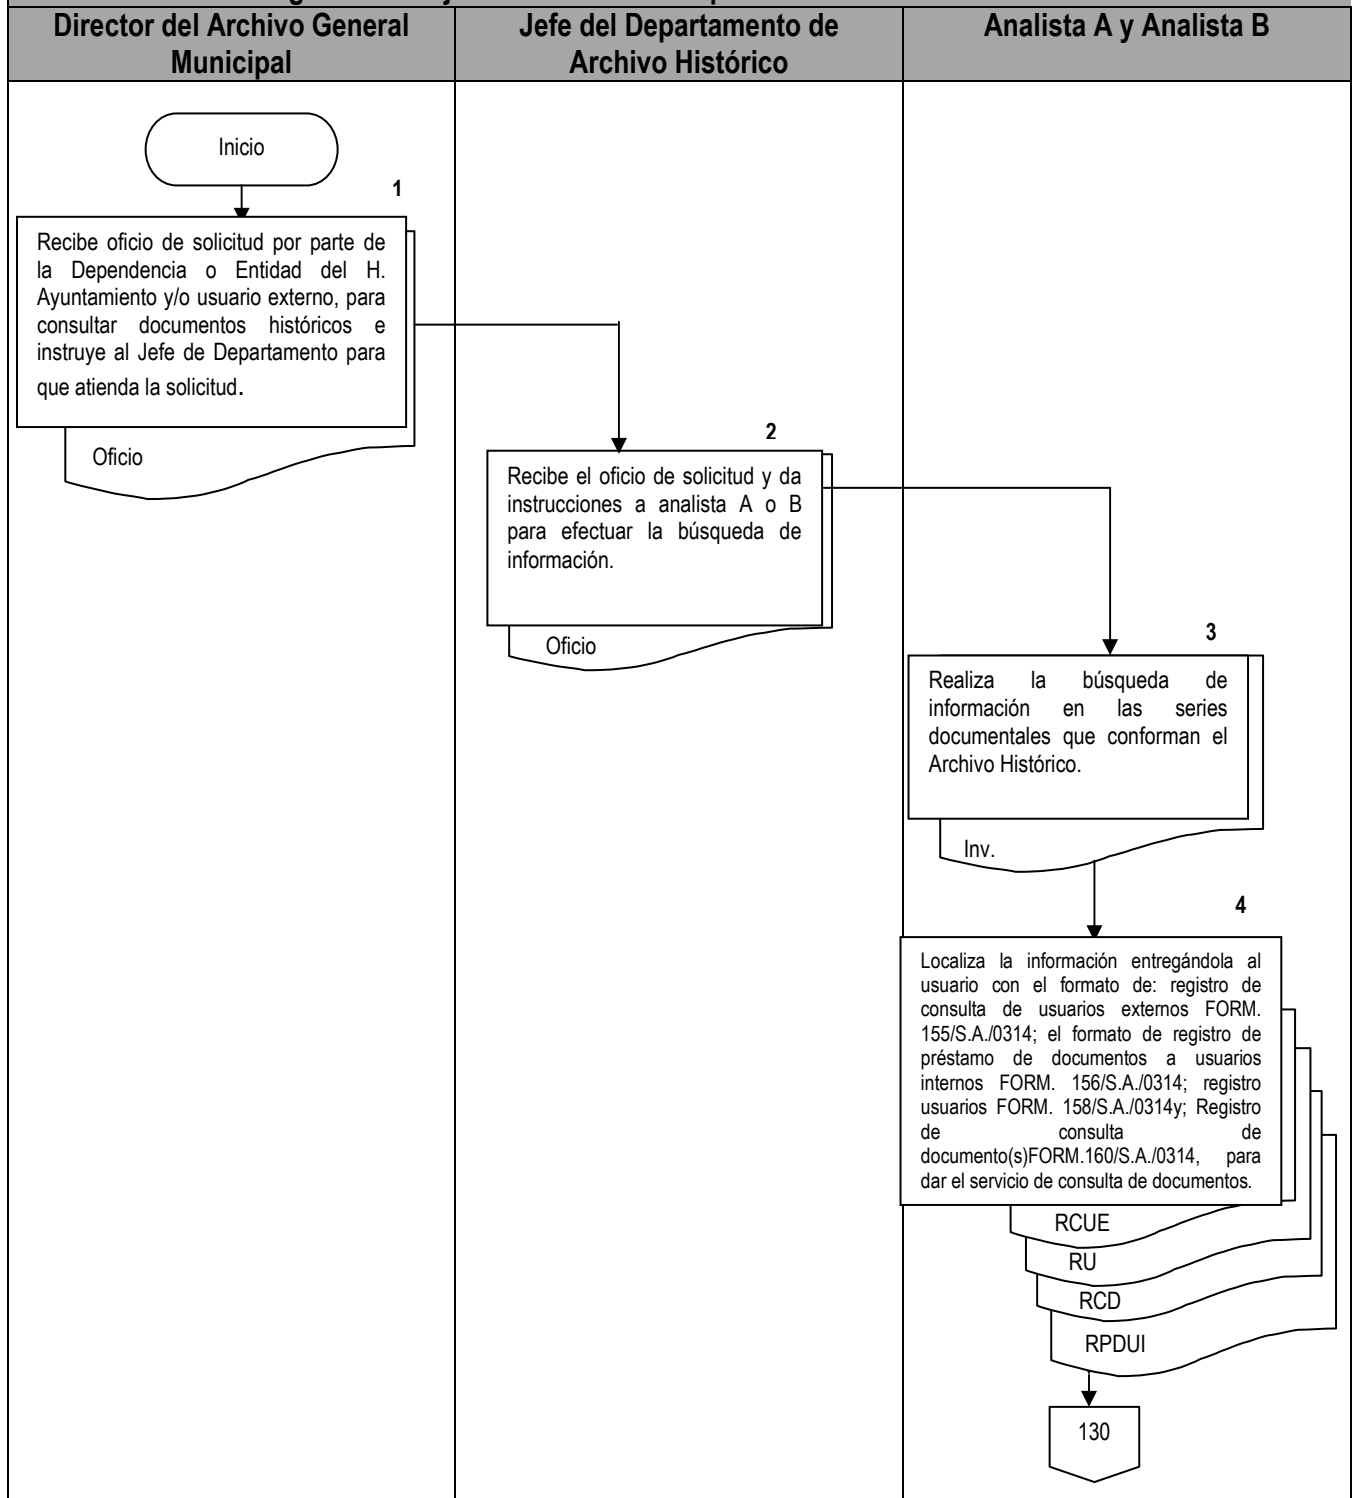 Director del Archivo General
Municipal
Jefe del Departamento de
Archivo Histórico
Analista A y Analista B
Inicio
1
Recibe oficio de solicitud por parte de
la Dependencia o Entidad del H.
Ayuntamiento y/o usuario externo, para
consultar documentos históricos e
instruye al Jefe de Departamento para
que atienda la solicitud.
Oficio
2
Recibe el oficio de solicitud y da
instrucciones a analista A o B
para efectuar la búsqueda de
información.
Oficio
3
Realiza la búsqueda de
información en las series
documentales que conforman el
Archivo Histórico.
Inv.
4
Localiza la información entregándola al
usuario con el formato de: registro de
consulta de usuarios externos FORM.
155/S.A./0314; el formato de registro de
préstamo de documentos a usuarios
internos FORM. 156/S.A./0314; registro
usuarios FORM. 158/S.A./0314y; Registro
de consulta de
documento(s)FORM.160/S.A./0314, para
dar el servicio de consulta de documentos.
RCUE
RU
RCD
RPDUI
130